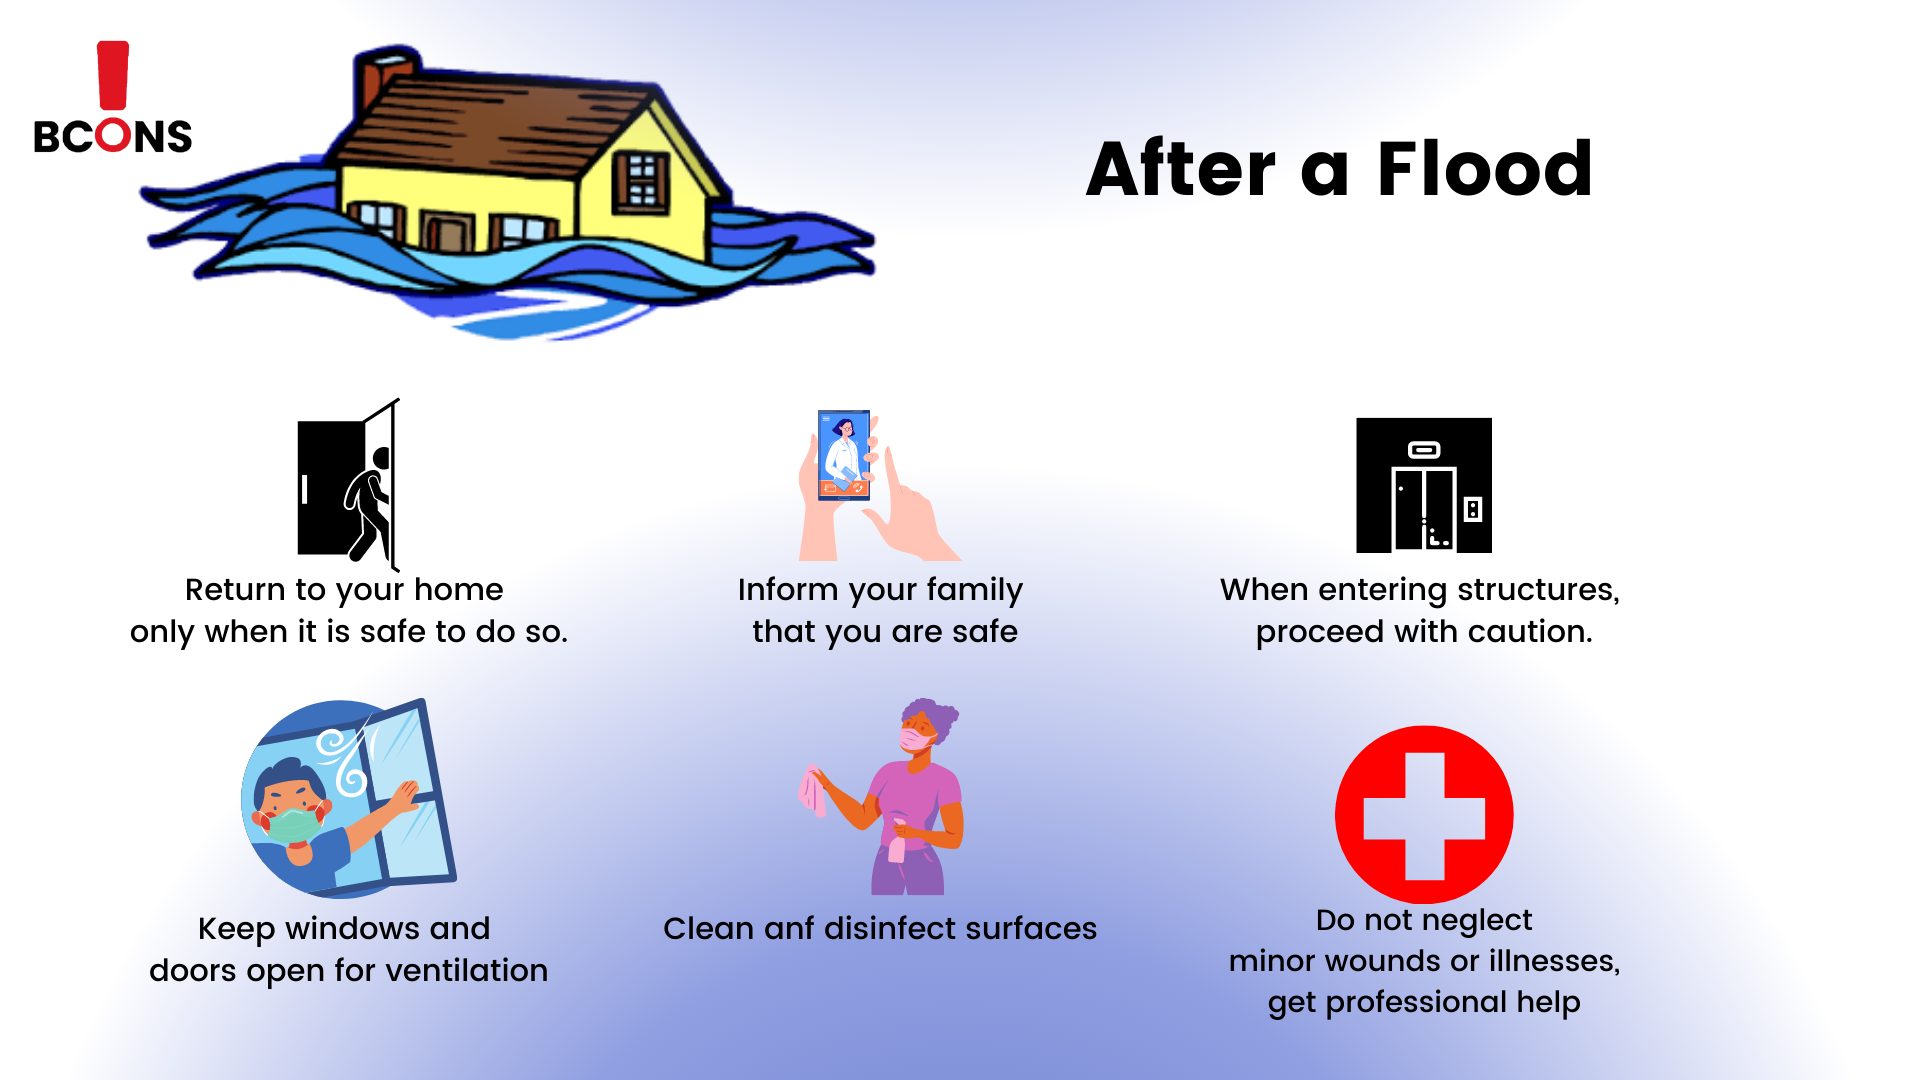 BCONS
After a Flood
Return to your home
only when it is safe to do so.
Inform your family
that you are safe
When entering structures,
proceed with caution.
Keep windows and
doors open for ventilation
Clean anf disinfect surfaces
Do not neglect
minor wounds or illnesses,
get professional help